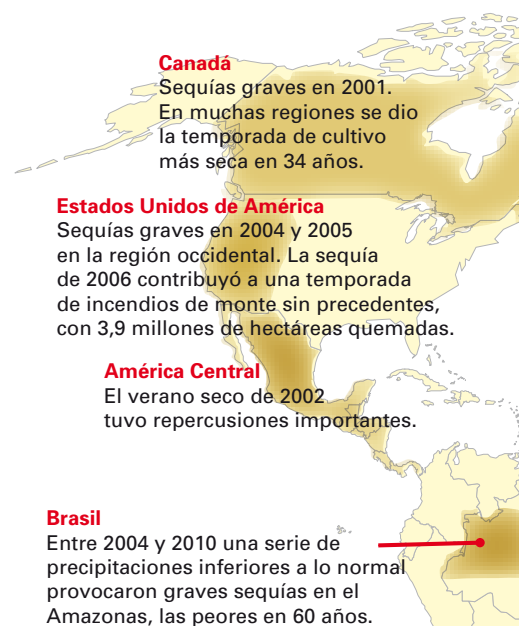 Canadá
Sequías graves en 2001.
En muchas regiones se dio
la temporada de cultivo
más seca en 34 años.
Estados Unidos de América
Sequías graves en 2004 y 2005
en la región occidental. La sequía
de 2006 contribuyó a una temporada
de incendios de monte sin precedentes,
con 3,9 millones de hectáreas quemadas.
América Central
El verano seco de 2002
tuvo repercusiones importantes.
Brasil
Entre 2004 y 2010 una serie de
precipitaciones inferiores a lo normal
provocaron graves sequías en el
Amazonas, las peores en 60 años.